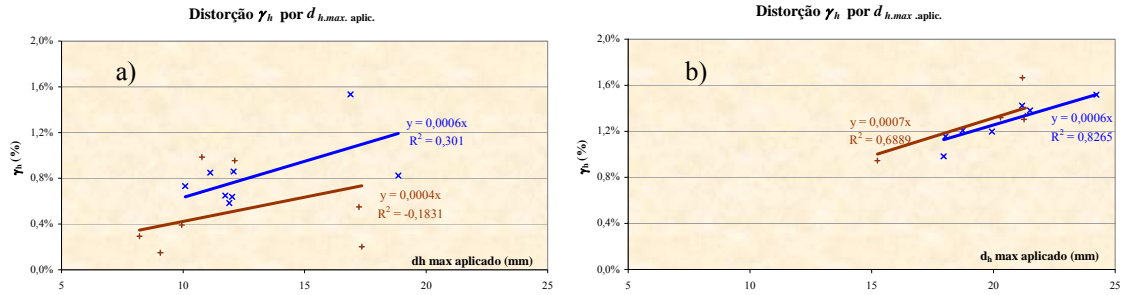 Distorção γh por dh.max. aplic.
2,0%
1,6%
1,2%
0,8%
0,4%
0,0%
γh (%)
a)
y = 0,0006x
R² = 0,301
y = 0,0004x
R² = -0,1831
dh max aplicado (mm)
5
10
15
20
25
Distorção γh por dh.max .aplic.
2,0%
1,6%
1,2%
0,8%
0,4%
0,0%
γh (%)
b)
y = 0,0007x
R² = 0,6889
y = 0,0006x
R² = 0,8265
dh max aplicado (mm)
5
10
15
20
25